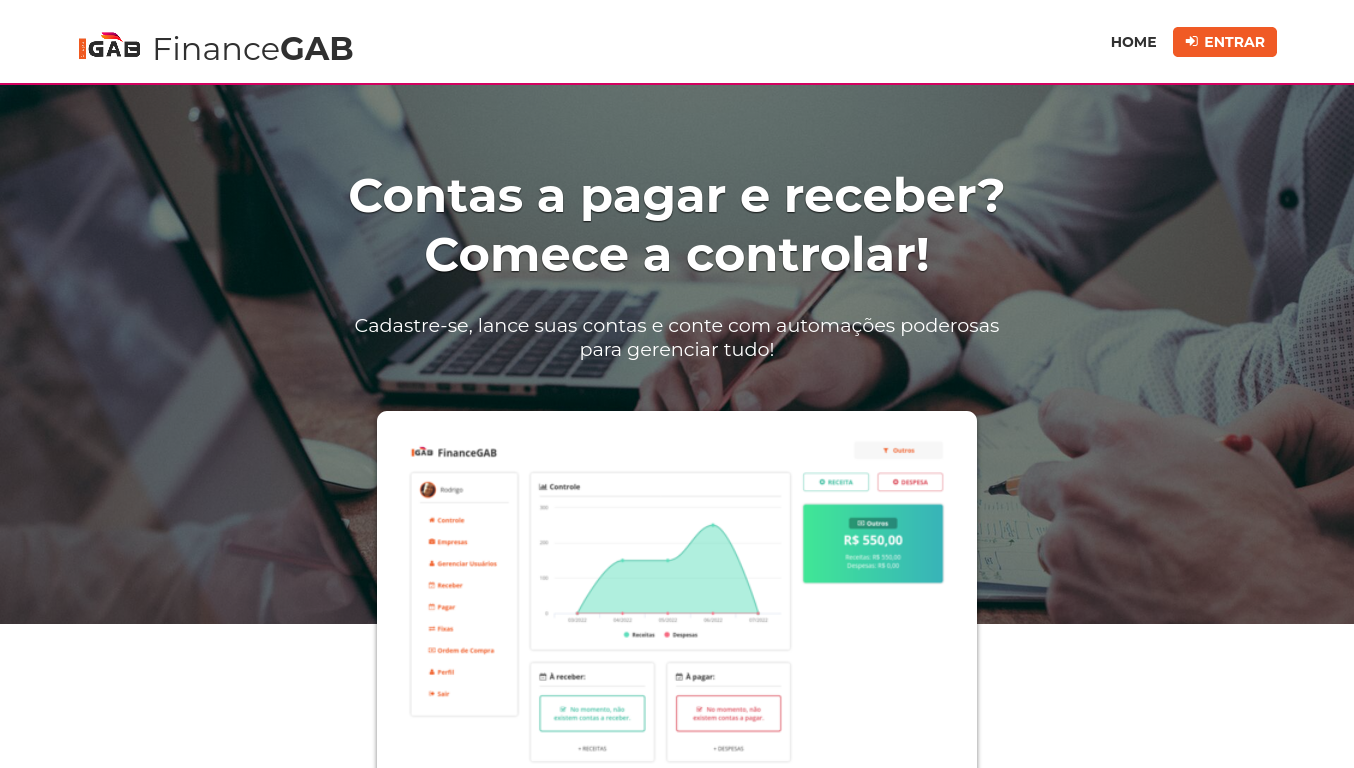 GAB FinanceGAB
HOME
ENTRAR
Contas a pagar e receber?
Comece a controlar!
Cadastre-se, lance suas contas e conte com automações poderosas
para gerenciar tudo!
GAB FinanceGAB
Outros
Rodrigo
Controle
Empresas
Gerenciar Usuários
Receber
Pagar
Fixas
Ordem de Compra
Perfil
Sair
Controle
300
200
100
0
03/2022 04/2022 05/2022 06/2022 07/2022
Receitas Despesas
RECEITA
DESPESA
Outros
R$ 550,00
Receitas: R$ 550,00
Despesas: R$ 0,00
À receber:
No momento, não
existem contas a receber.
+ RECEITAS
À pagar:
No momento, não
existem contas a pagar.
+ DESPESAS